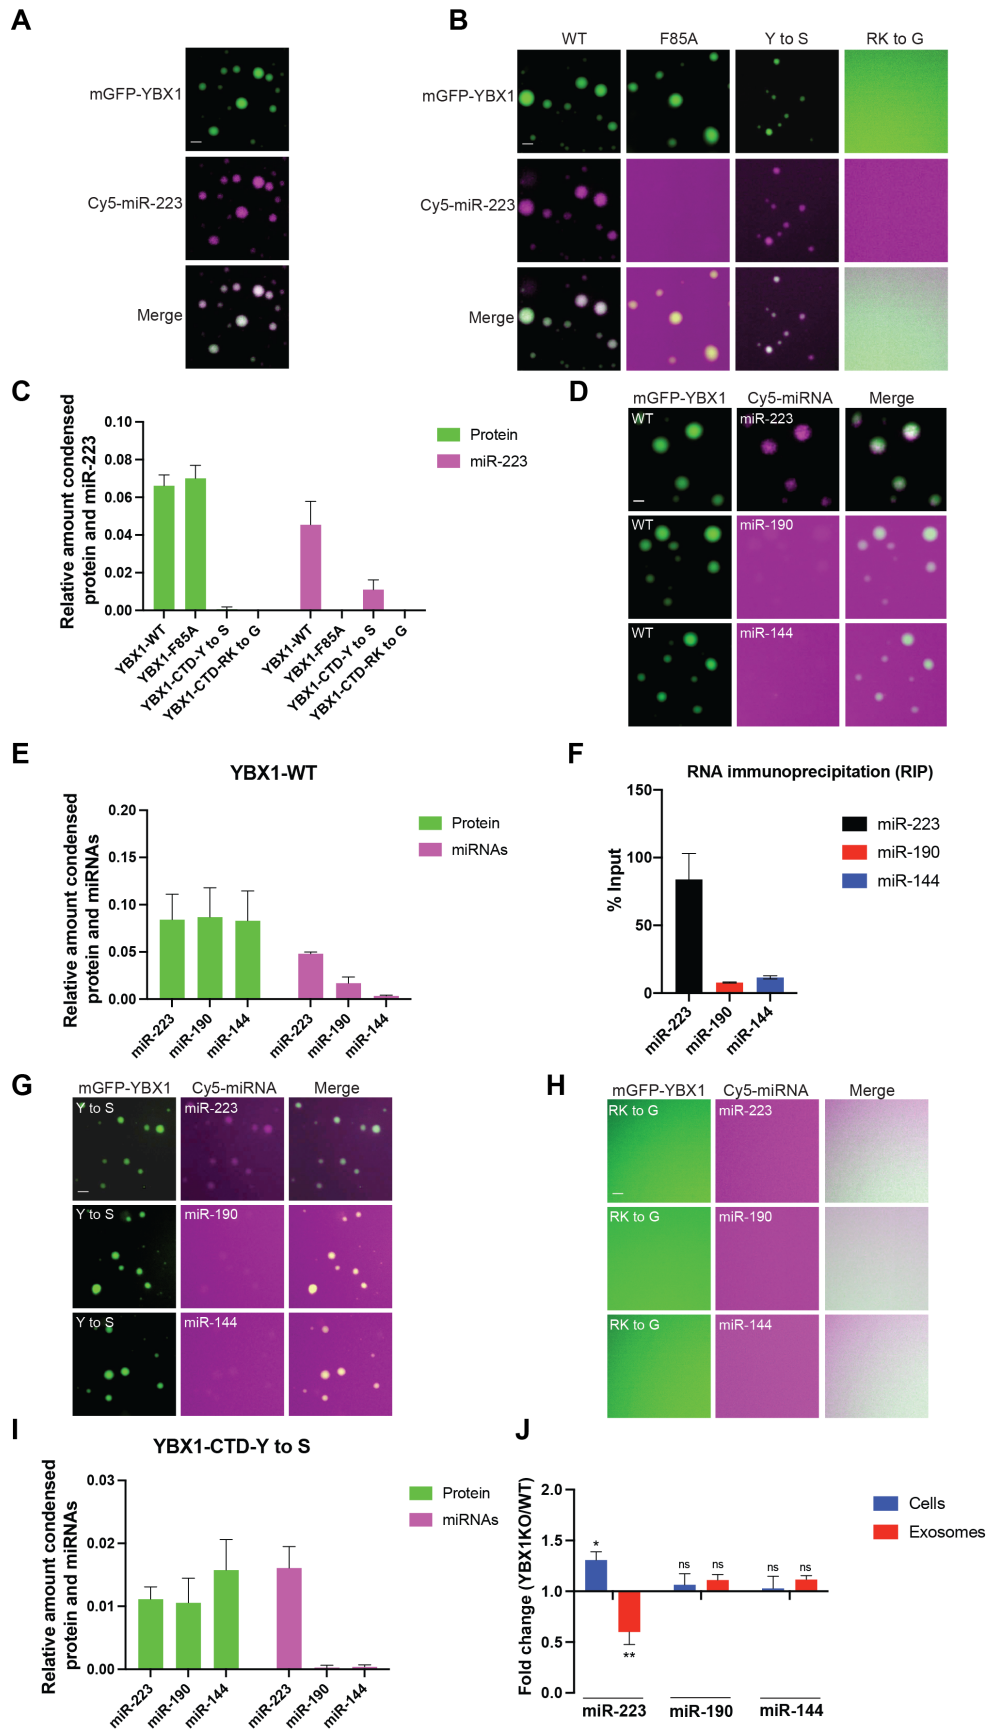 A
mGFP-YBX1
Cy5-miR-223
Merge
B
WT F85A Y to S RK to G
mGFP-YBX1
Cy5-miR-223
Merge
C
Relative amount condensed
protein and miR-223
0.10
0.08
0.06
0.04
0.02
0.00
YBX1-WT
YBX1-F85A
YBX1-CTD-Y to S
YBX1-CTD-RK to G
YBX1-WT
YBX1-F85A
YBX1-CTD-Y to S
YBX1-CTD-RK to G
Protein
miR-223
D
mGFP-YBX1 Cy5-miRNA Merge
WT miR-223
WT miR-190
WT miR-144
E
YBX1-WT
Relative amount condensed
protein and miRNAs
0.20
0.15
0.10
0.05
0.00
miR-223
miR-190
miR-144
miR-223
miR-190
miR-144
Protein
miRNAs
F
RNA immunoprecipitation (RIP)
% Input
150
100
50
0
miR-223
miR-190
miR-144
miR-223
miR-190
miR-144
G
mGFP-YBX1 Cy5-miRNA Merge
Y to S miR-223
Y to S miR-190
Y to S miR-144
H
mGFP-YBX1 Cy5-miRNA Merge
RK to G miR-223
RK to G miR-190
RK to G miR-144
I
YBX1-CTD-Y to S
Relative amount condensed
protein and miRNAs
0.03
0.02
0.01
0.00
miR-223
miR-190
miR-144
miR-223
miR-190
miR-144
Protein
miRNAs
J
Fold change (YBX1KO/WT)
2.0
1.5
1.0
0.5
0.0
*
**
ns ns
ns ns
miR-223 miR-190 miR-144
Cells
Exosomes